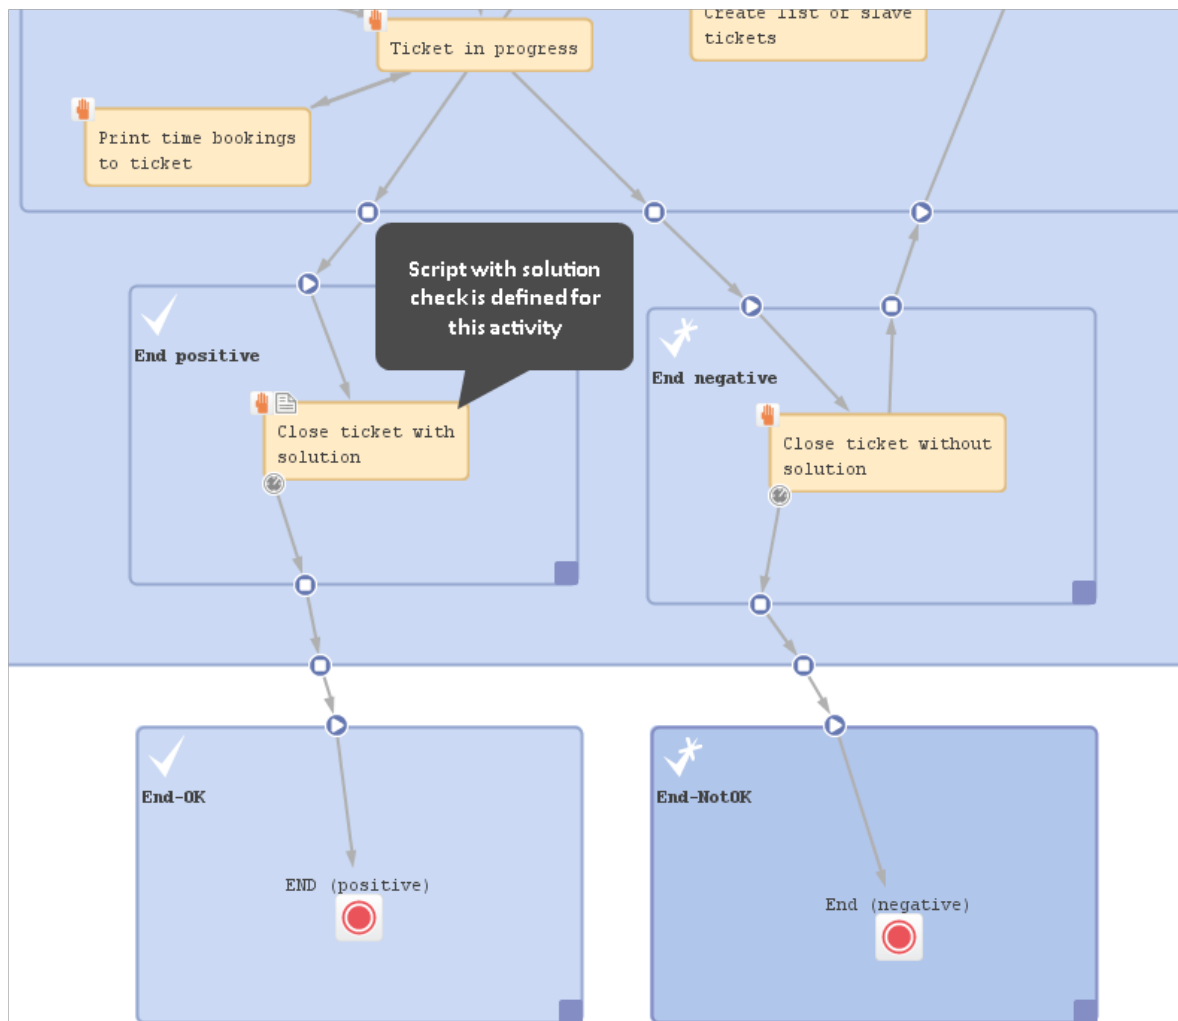 Create list of slave
tickets
Ticket in progress
Print time bookings
to ticket
Script with solution
check is defined for
this activity
End positive
End negative
Close ticket with
solution
Close ticket without
solution
End-OK
End-NotOK
END (positive)
End (negative)